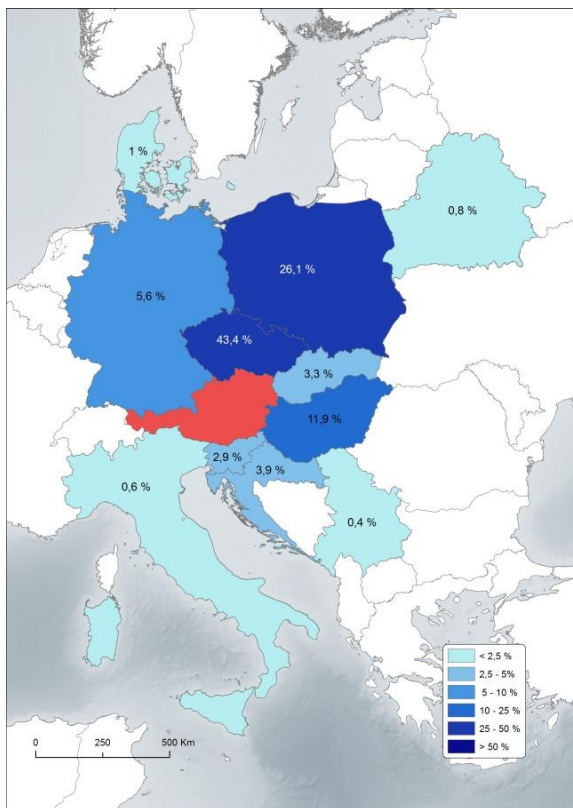 1 %
0,8 %
26,1 %
5,6 %
43,4 %
3,3 %
11,9 %
2,9 %
3,9 %
0,6 %
0,4 %
< 2,5 %
2,5 - 5%
5 - 10 %
10 - 25 %
25 - 50 %
> 50 %
0 250 500 Km